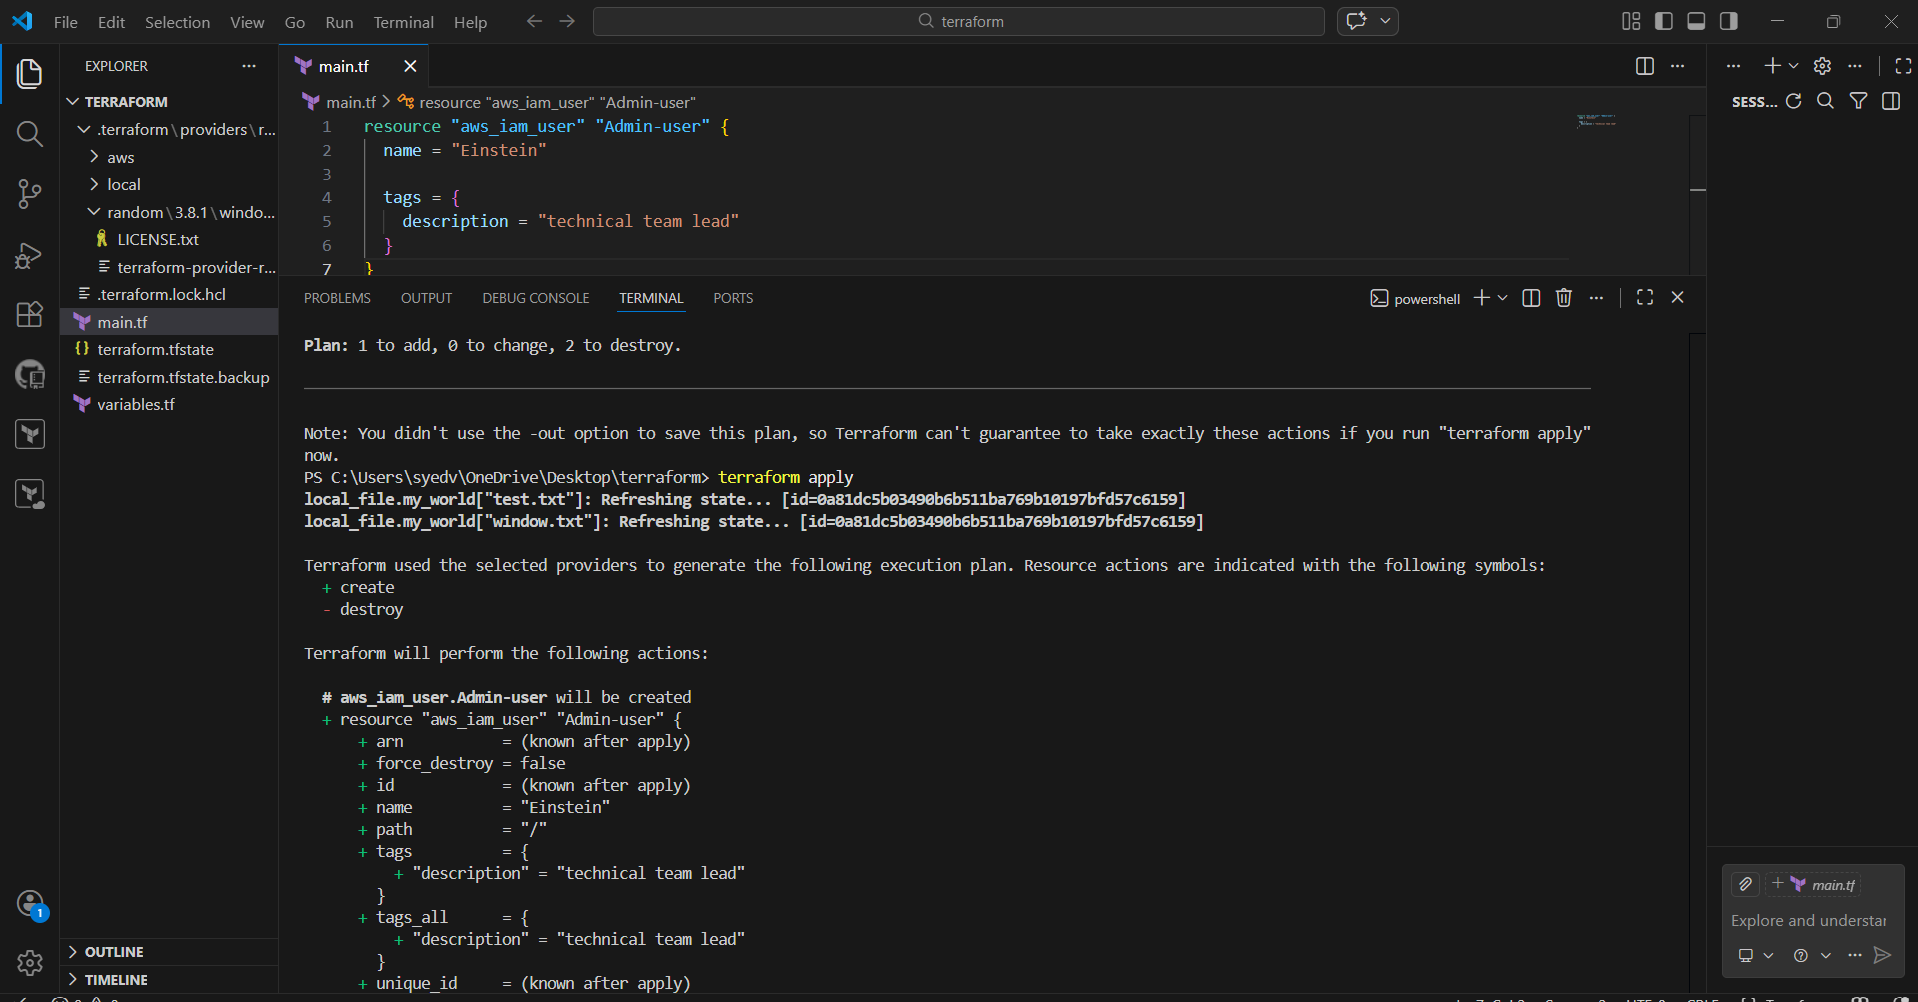 File Edit Selection View Go Run Terminal Help
terraform
EXPLORER
TERRAFORM
.terraform\providers\r...
aws
local
random\3.8.1\windo...
LICENSE.txt
terraform-provider-r...
.terraform.lock.hcl
main.tf
terraform.tfstate
terraform.tfstate.backup
variables.tf
OUTLINE
TIMELINE
1
main.tf
main.tf > resource "aws_iam_user" "Admin-user"
1 resource "aws_iam_user" "Admin-user" {
2 name = "Einstein"
3
4 tags = {
5 description = "technical team lead"
6 }
7 }
PROBLEMS OUTPUT DEBUG CONSOLE TERMINAL PORTS
powershell
Plan: 1 to add, 0 to change, 2 to destroy.
Note: You didn't use the -out option to save this plan, so Terraform can't guarantee to take exactly these actions if you run "terraform apply"
now.
PS C:\Users\syedv\OneDrive\Desktop\terraform> terraform apply
local_file.my_world["test.txt"]: Refreshing state... [id=0a81dc5b03490b6b511ba769b10197bfd57c6159]
local_file.my_world["window.txt"]: Refreshing state... [id=0a81dc5b03490b6b511ba769b10197bfd57c6159]
Terraform used the selected providers to generate the following execution plan. Resource actions are indicated with the following symbols:
+ create
- destroy
Terraform will perform the following actions:
# aws_iam_user.Admin-user will be created
+ resource "aws_iam_user" "Admin-user" {
+ arn = (known after apply)
+ force_destroy = false
+ id = (known after apply)
+ name = "Einstein"
+ path = "/"
+ tags = {
+ "description" = "technical team lead"
}
+ tags_all = {
+ "description" = "technical team lead"
}
+ unique_id = (known after apply)
SESS...
main.tf
Explore and understar